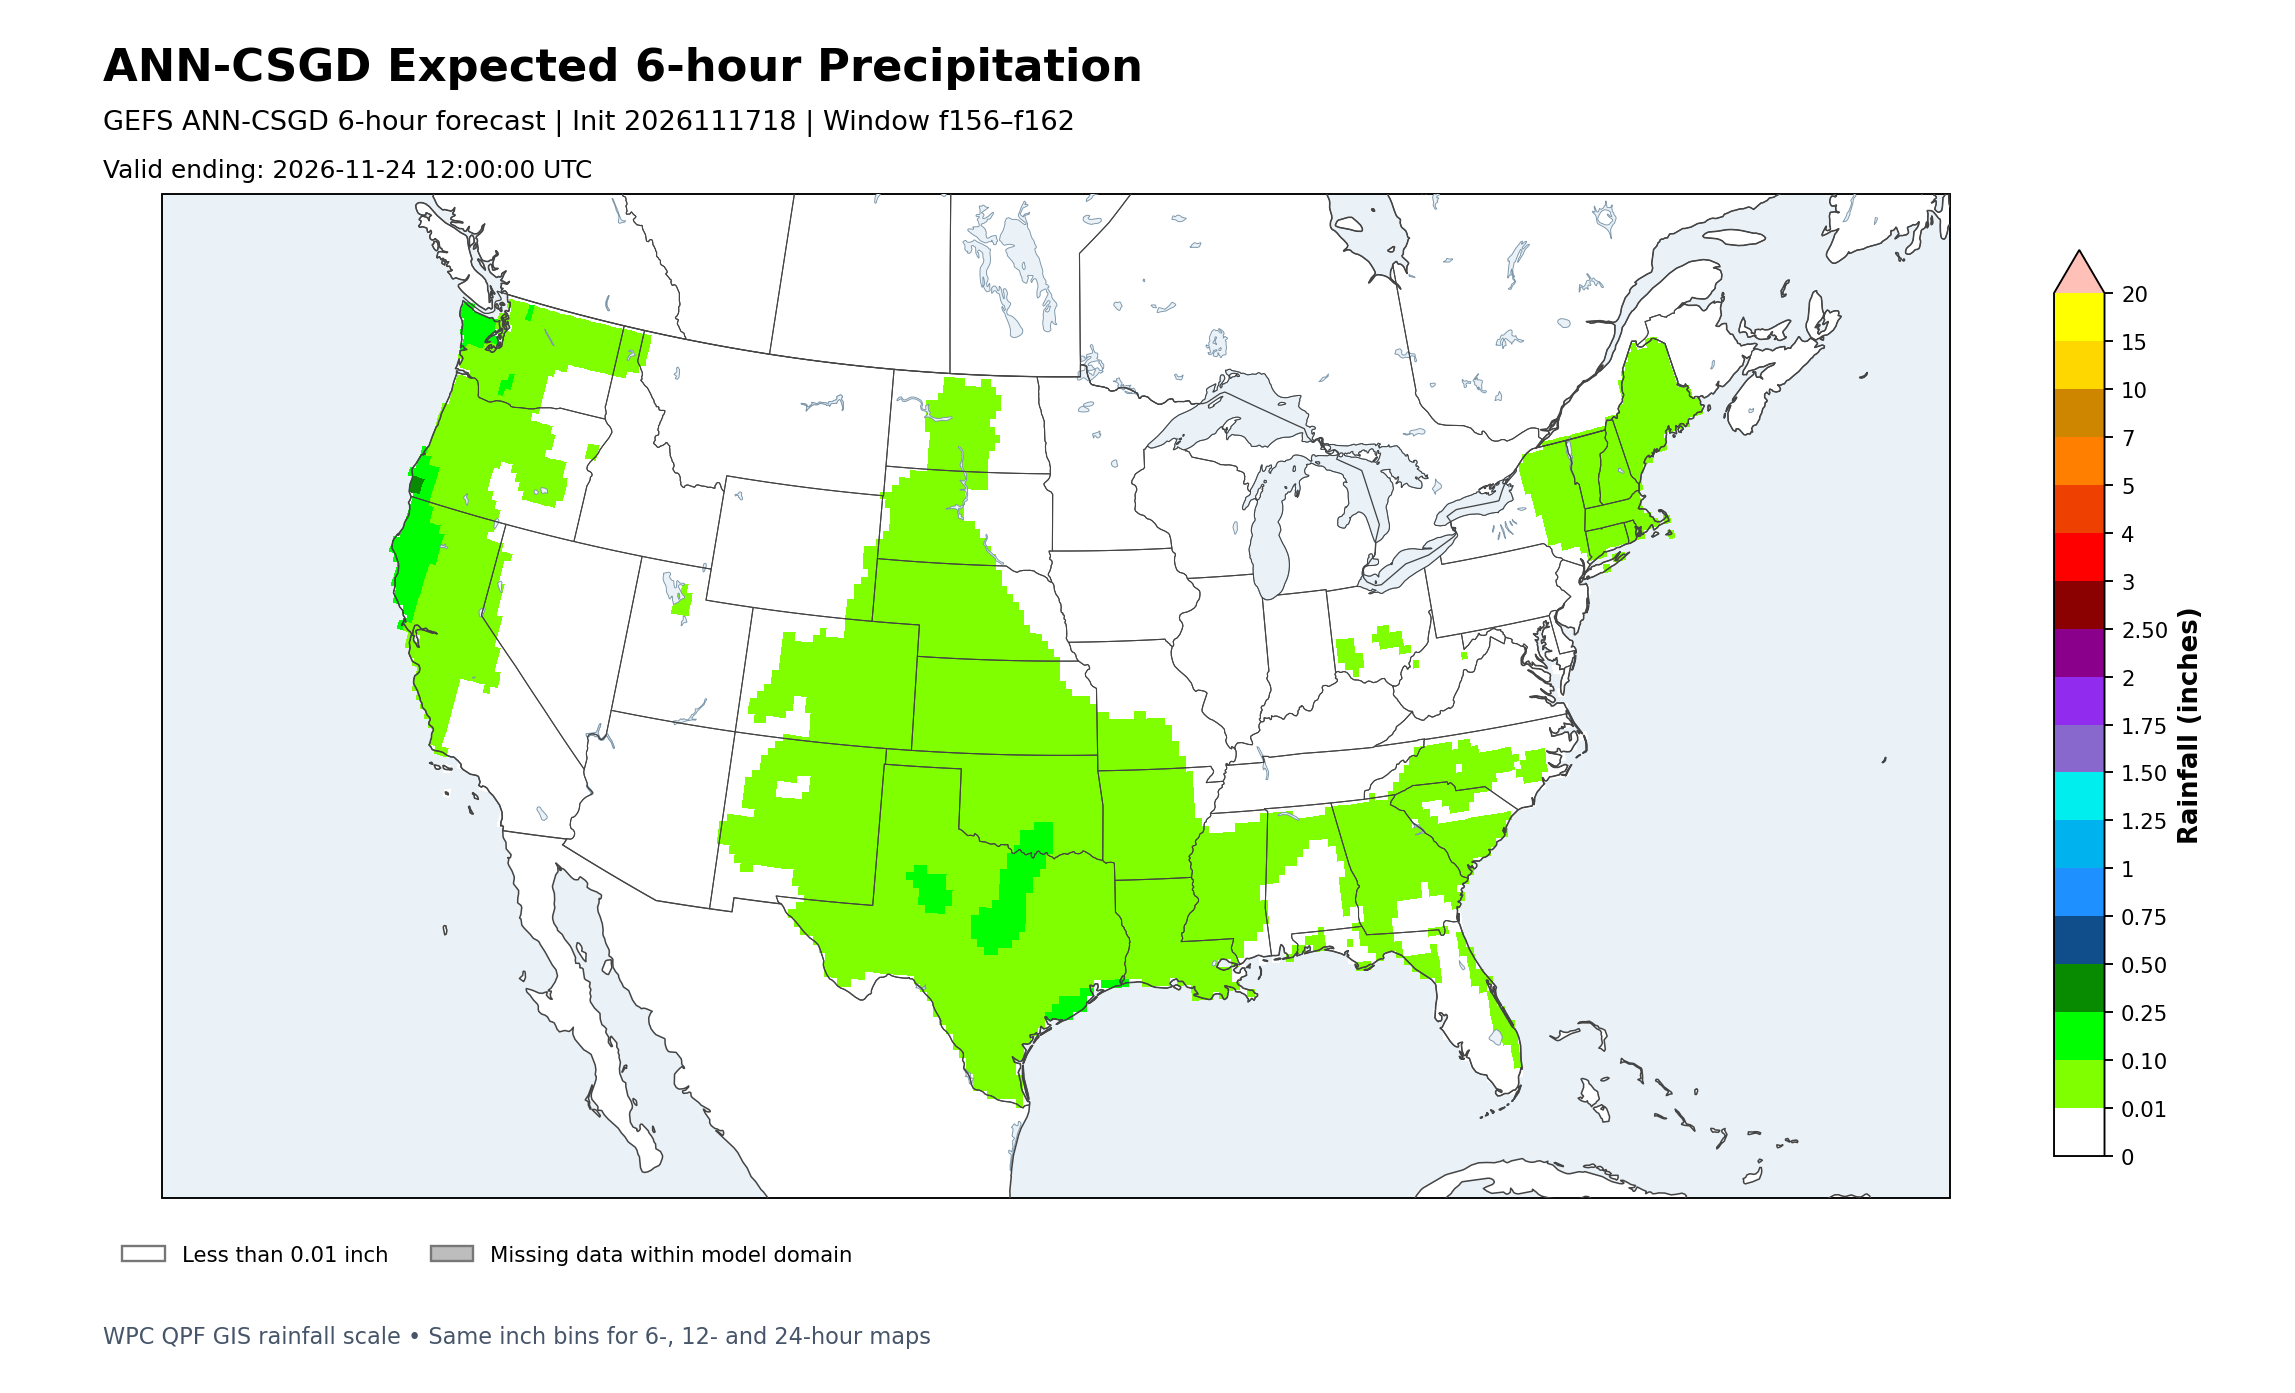 ANN-CSGD Expected 6-hour Precipitation
GEFS ANN-CSGD 6-hour forecast | Init 2026111718 | Window f156–f162
Valid ending: 2026-11-24 12:00:00 UTC
20
15
10
7
5
4
3
2.50
2
1.75
1.50
1.25
1
0.75
0.50
0.25
0.10
0.01
0
Rainfall (inches)
Less than 0.01 inch
Missing data within model domain
WPC QPF GIS rainfall scale • Same inch bins for 6-, 12- and 24-hour maps